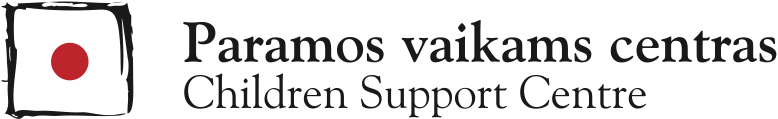 Paramos vaikams centras
Children Support Centre